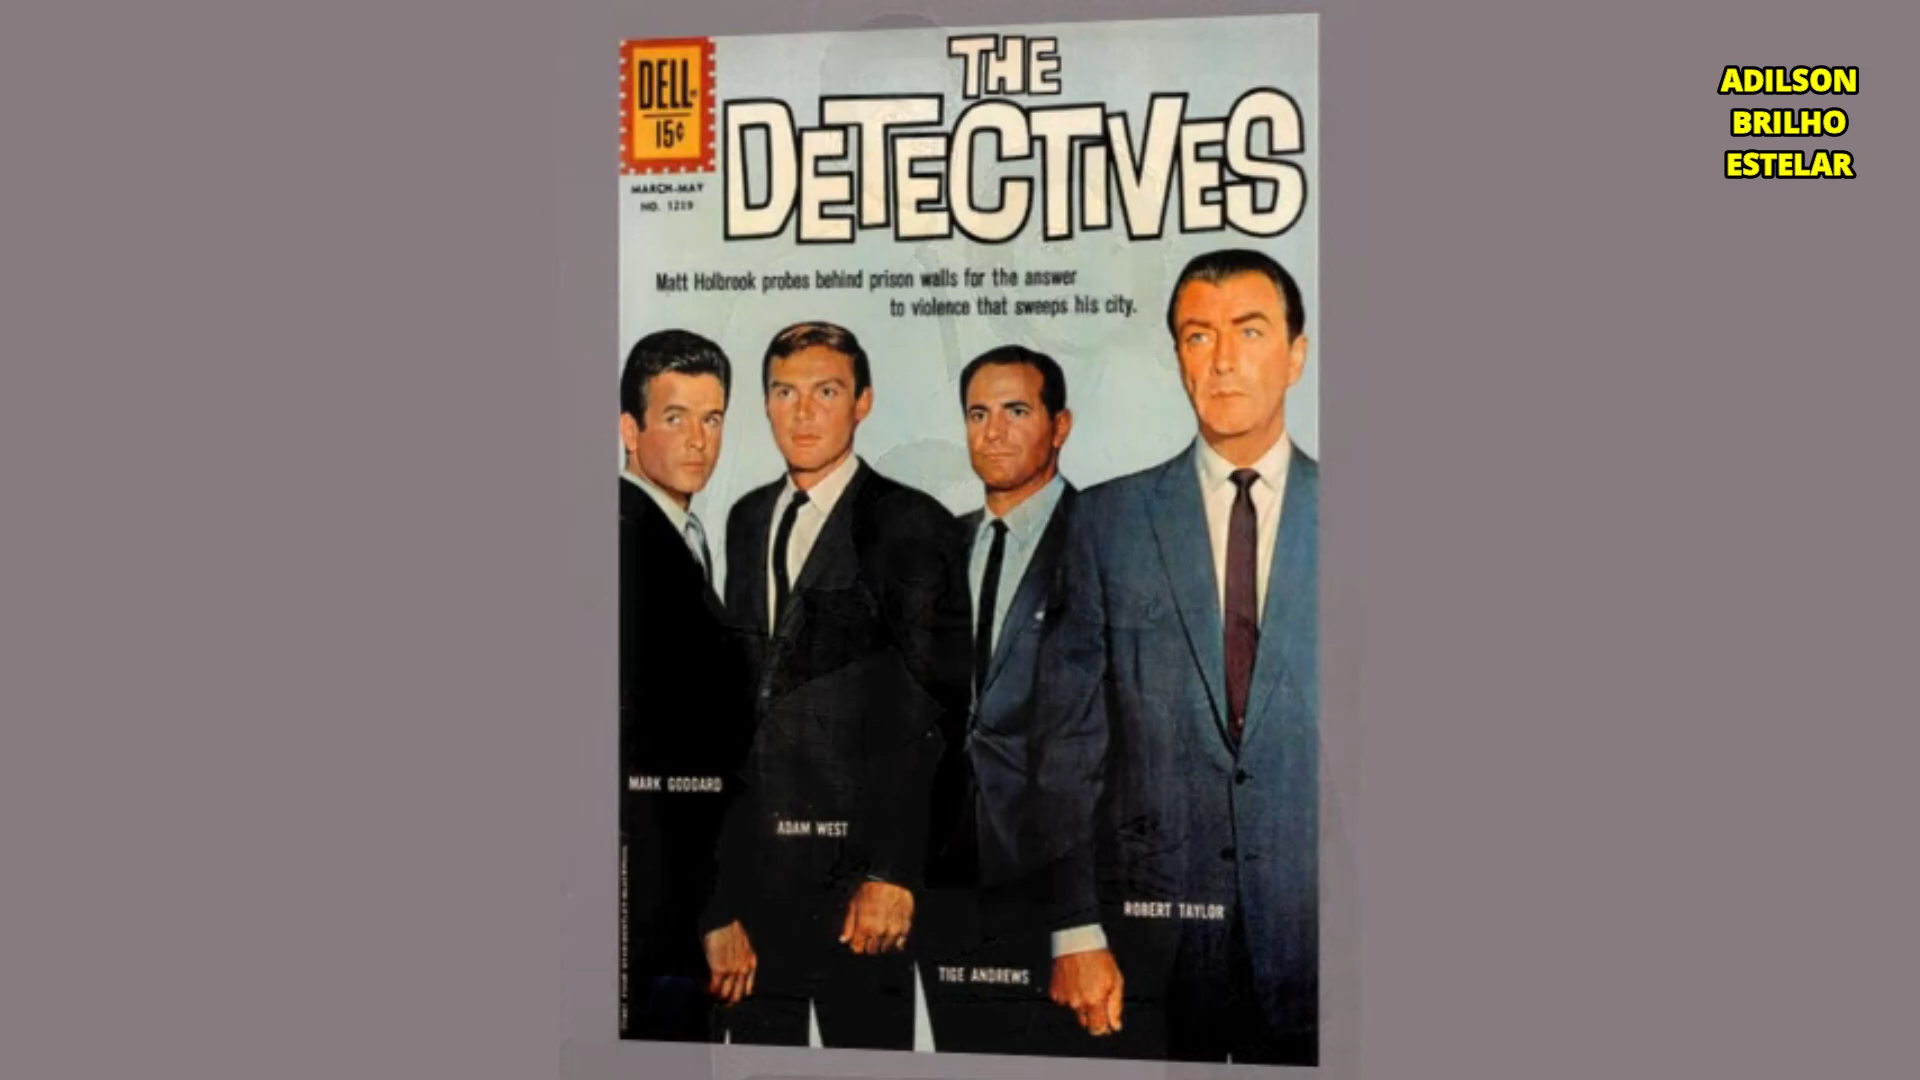 THE
DETECTIVES
DELL
15¢
MARCH-MAY
NO. 1219
Matt Holbrook probes behind prison walls for the answer
to violence that sweeps his city.
MARK GODDARD
ADAM WEST
TIGE ANDREWS
ROBERT TAYLOR
ADILSON
BRILHO
ESTELAR